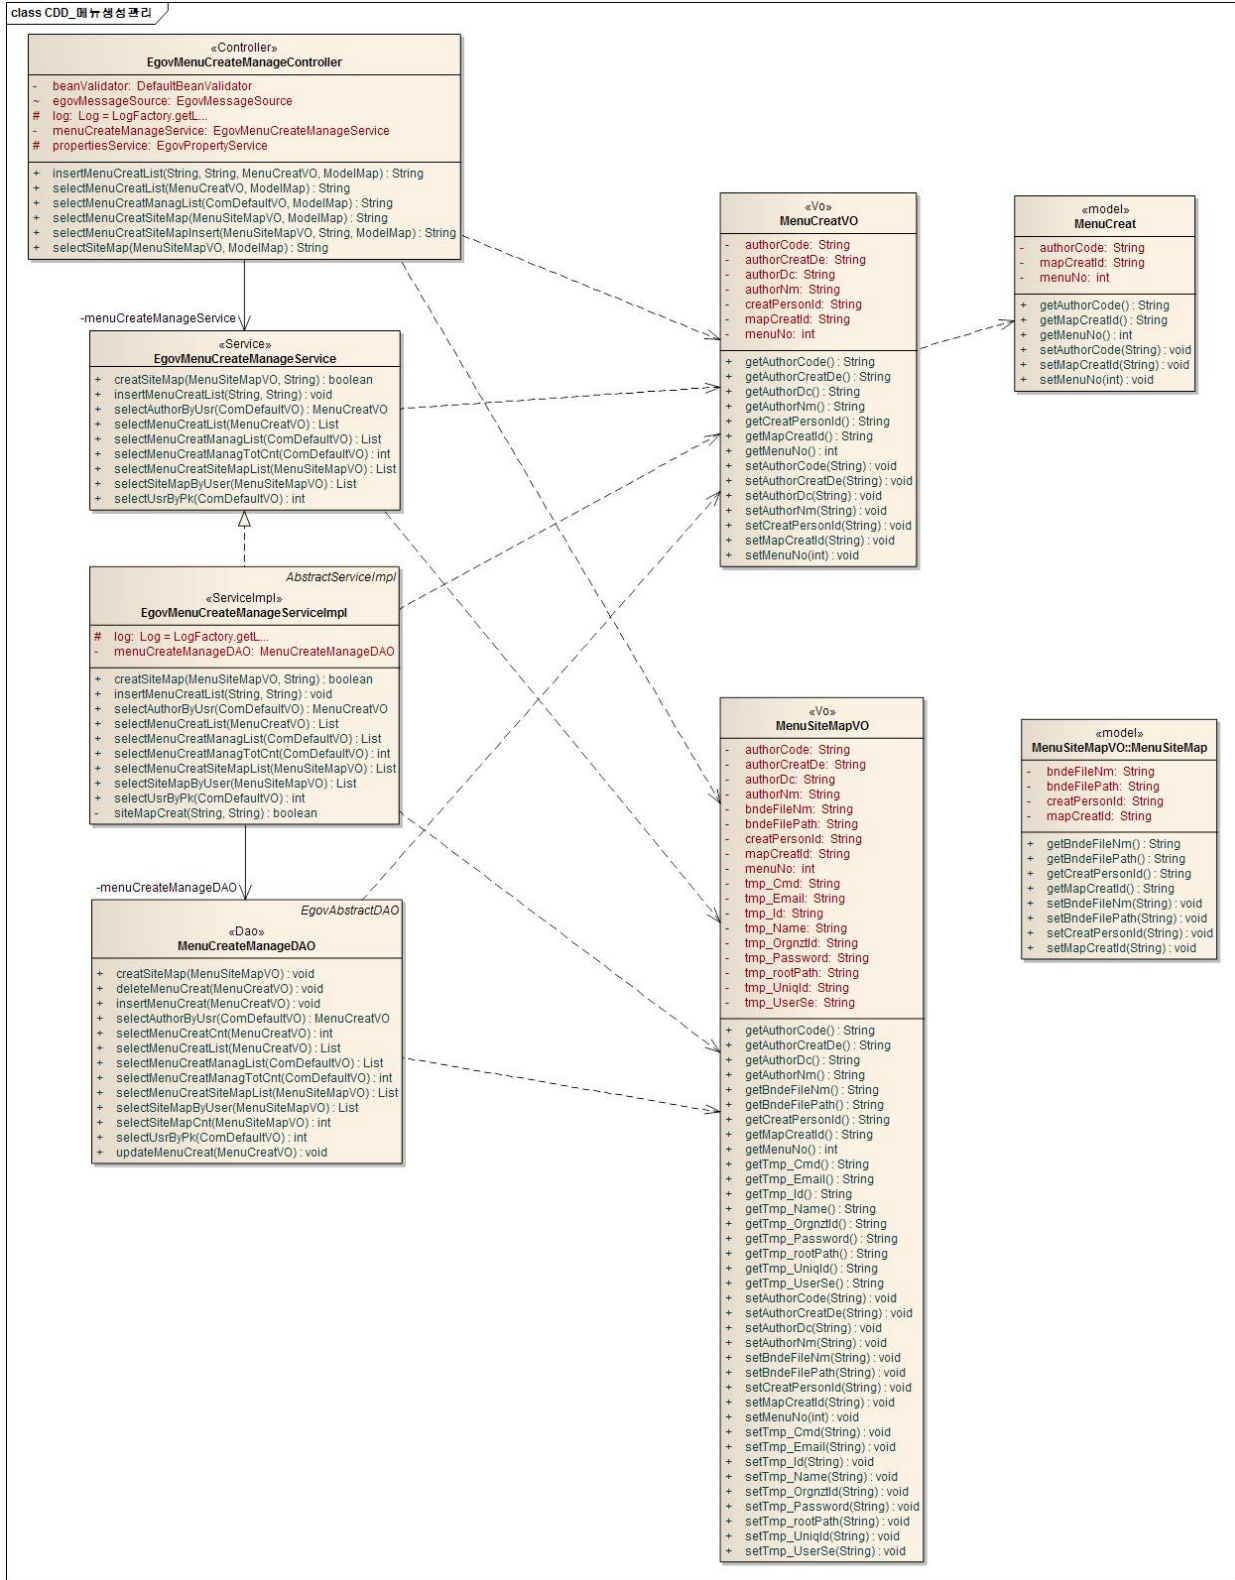 class CDD_메뉴생성관리
«Controller»
EgovMenuCreateManageController
- beanValidator: DefaultBeanValidator
~ egovMessageSource: EgovMessageSource
# log: Log = LogFactory.getL...
- menuCreateManageService: EgovMenuCreateManageService
# propertiesService: EgovPropertyService
+ insertMenuCreatList(String, String, MenuCreatVO, ModelMap) : String
+ selectMenuCreatList(MenuCreatVO, ModelMap) : String
+ selectMenuCreatManagList(ComDefaultVO, ModelMap) : String
+ selectMenuCreatSiteMap(MenuSiteMapVO, ModelMap) : String
+ selectMenuCreatSiteMapInsert(MenuSiteMapVO, String, ModelMap) : String
+ selectSiteMap(MenuSiteMapVO, ModelMap) : String
-menuCreateManageService
«Service»
EgovMenuCreateManageService
+ creatSiteMap(MenuSiteMapVO, String) : boolean
+ insertMenuCreatList(String, String) : void
+ selectAuthorByUsr(ComDefaultVO) : MenuCreatVO
+ selectMenuCreatList(MenuCreatVO) : List
+ selectMenuCreatManagList(ComDefaultVO) : List
+ selectMenuCreatManagTotCnt(ComDefaultVO) : int
+ selectMenuCreatSiteMapList(MenuSiteMapVO) : List
+ selectSiteMapByUser(MenuSiteMapVO) : List
+ selectUsrByPk(ComDefaultVO) : int
AbstractServiceImpl
«ServiceImpl»
EgovMenuCreateManageServiceImpl
# log: Log = LogFactory.getL...
- menuCreateManageDAO: MenuCreateManageDAO
+ creatSiteMap(MenuSiteMapVO, String) : boolean
+ insertMenuCreatList(String, String) : void
+ selectAuthorByUsr(ComDefaultVO) : MenuCreatVO
+ selectMenuCreatList(MenuCreatVO) : List
+ selectMenuCreatManagList(ComDefaultVO) : List
+ selectMenuCreatManagTotCnt(ComDefaultVO) : int
+ selectMenuCreatSiteMapList(MenuSiteMapVO) : List
+ selectSiteMapByUser(MenuSiteMapVO) : List
+ selectUsrByPk(ComDefaultVO) : int
- siteMapCreat(String, String) : boolean
-menuCreateManageDAO
EgovAbstractDAO
«Dao»
MenuCreateManageDAO
+ creatSiteMap(MenuSiteMapVO) : void
+ deleteMenuCreat(MenuCreatVO) : void
+ insertMenuCreat(MenuCreatVO) : void
+ selectAuthorByUsr(ComDefaultVO) : MenuCreatVO
+ selectMenuCreatCnt(MenuCreatVO) : int
+ selectMenuCreatList(MenuCreatVO) : List
+ selectMenuCreatManagList(ComDefaultVO) : List
+ selectMenuCreatManagTotCnt(ComDefaultVO) : int
+ selectMenuCreatSiteMapList(MenuSiteMapVO) : List
+ selectSiteMapByUser(MenuSiteMapVO) : List
+ selectSiteMapCnt(MenuSiteMapVO) : int
+ selectUsrByPk(ComDefaultVO) : int
+ updateMenuCreat(MenuCreatVO) : void
«Vo»
MenuCreatVO
- authorCode: String
- authorCreatDe: String
- authorDc: String
- authorNm: String
- creatPersonId: String
- mapCreatId: String
- menuNo: int
+ getAuthorCode() : String
+ getAuthorCreatDe() : String
+ getAuthorDc() : String
+ getAuthorNm() : String
+ getCreatPersonId() : String
+ getMapCreatId() : String
+ getMenuNo() : int
+ setAuthorCode(String) : void
+ setAuthorCreatDe(String) : void
+ setAuthorDc(String) : void
+ setAuthorNm(String) : void
+ setCreatPersonId(String) : void
+ setMapCreatId(String) : void
+ setMenuNo(int) : void
«model»
MenuCreat
- authorCode: String
- mapCreatId: String
- menuNo: int
+ getAuthorCode() : String
+ getMapCreatId() : String
+ getMenuNo() : int
+ setAuthorCode(String) : void
+ setMapCreatId(String) : void
+ setMenuNo(int) : void
«Vo»
MenuSiteMapVO
- authorCode: String
- authorCreatDe: String
- authorDc: String
- authorNm: String
- bndeFileNm: String
- bndeFilePath: String
- creatPersonId: String
- mapCreatId: String
- menuNo: int
- tmp_Cmd: String
- tmp_Email: String
- tmp_Id: String
- tmp_Name: String
- tmp_OrgnztId: String
- tmp_Password: String
- tmp_rootPath: String
- tmp_UniqId: String
- tmp_UserSe: String
+ getAuthorCode() : String
+ getAuthorCreatDe() : String
+ getAuthorDc() : String
+ getAuthorNm() : String
+ getBndeFileNm() : String
+ getBndeFilePath() : String
+ getCreatPersonId() : String
+ getMapCreatId() : String
+ getMenuNo() : int
+ getTmp_Cmd() : String
+ getTmp_Email() : String
+ getTmp_Id() : String
+ getTmp_Name() : String
+ getTmp_OrgnztId() : String
+ getTmp_Password() : String
+ getTmp_rootPath() : String
+ getTmp_UniqId() : String
+ getTmp_UserSe() : String
+ setAuthorCode(String) : void
+ setAuthorCreatDe(String) : void
+ setAuthorDc(String) : void
+ setAuthorNm(String) : void
+ setBndeFileNm(String) : void
+ setBndeFilePath(String) : void
+ setCreatPersonId(String) : void
+ setMapCreatId(String) : void
+ setMenuNo(int) : void
+ setTmp_Cmd(String) : void
+ setTmp_Email(String) : void
+ setTmp_Id(String) : void
+ setTmp_Name(String) : void
+ setTmp_OrgnztId(String) : void
+ setTmp_Password(String) : void
+ setTmp_rootPath(String) : void
+ setTmp_UniqId(String) : void
+ setTmp_UserSe(String) : void
«model»
MenuSiteMapVO::MenuSiteMap
- bndeFileNm: String
- bndeFilePath: String
- creatPersonId: String
- mapCreatId: String
+ getBndeFileNm() : String
+ getBndeFilePath() : String
+ getCreatPersonId() : String
+ getMapCreatId() : String
+ setBndeFileNm(String) : void
+ setBndeFilePath(String) : void
+ setCreatPersonId(String) : void
+ setMapCreatId(String) : void